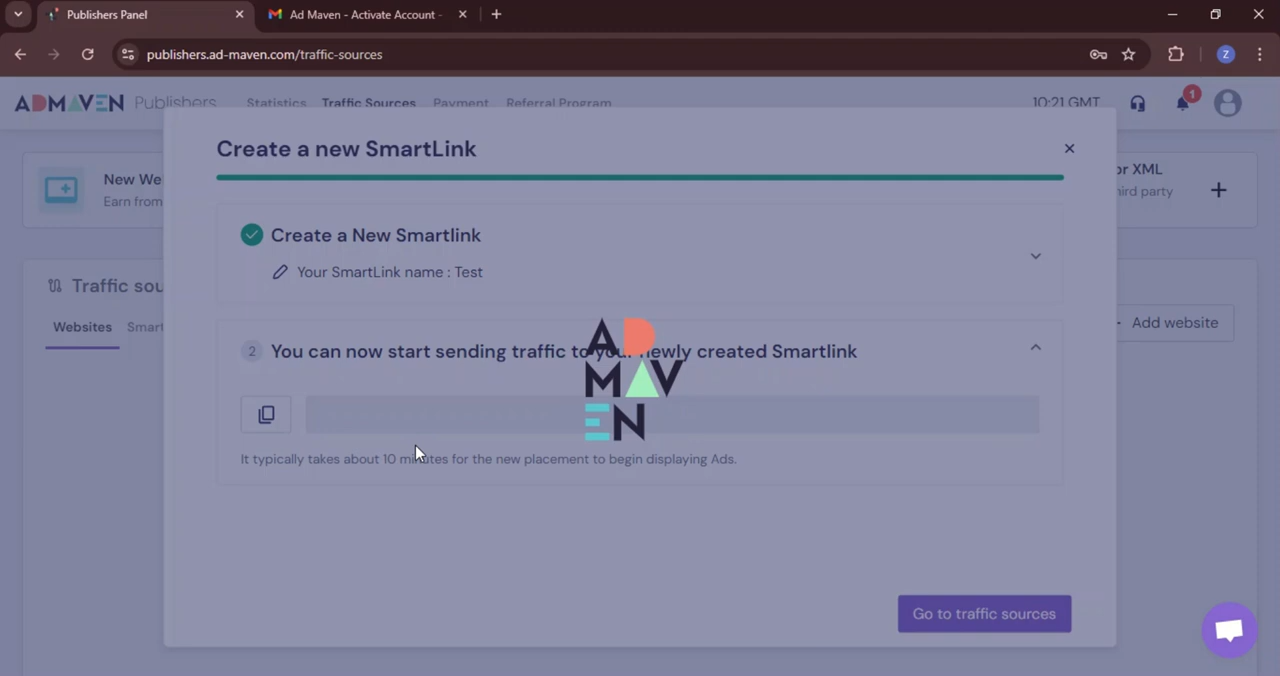 Publishers Panel
Ad Maven - Activate Account -
publishers.ad-maven.com/traffic-sources
Z
ADMAVEN Publishers
Statistics
Traffic Sources
Payment
Referral Program
10:21 GMT
1
Create a new SmartLink
New We
Earn from
or XML
hird party
Create a New Smartlink
Your SmartLink name : Test
Traffic sou
Websites
Smart
Add website
2 You can now start sending traffic to your newly created Smartlink
AD
MAV
EN
It typically takes about 10 minutes for the new placement to begin displaying Ads.
Go to traffic sources